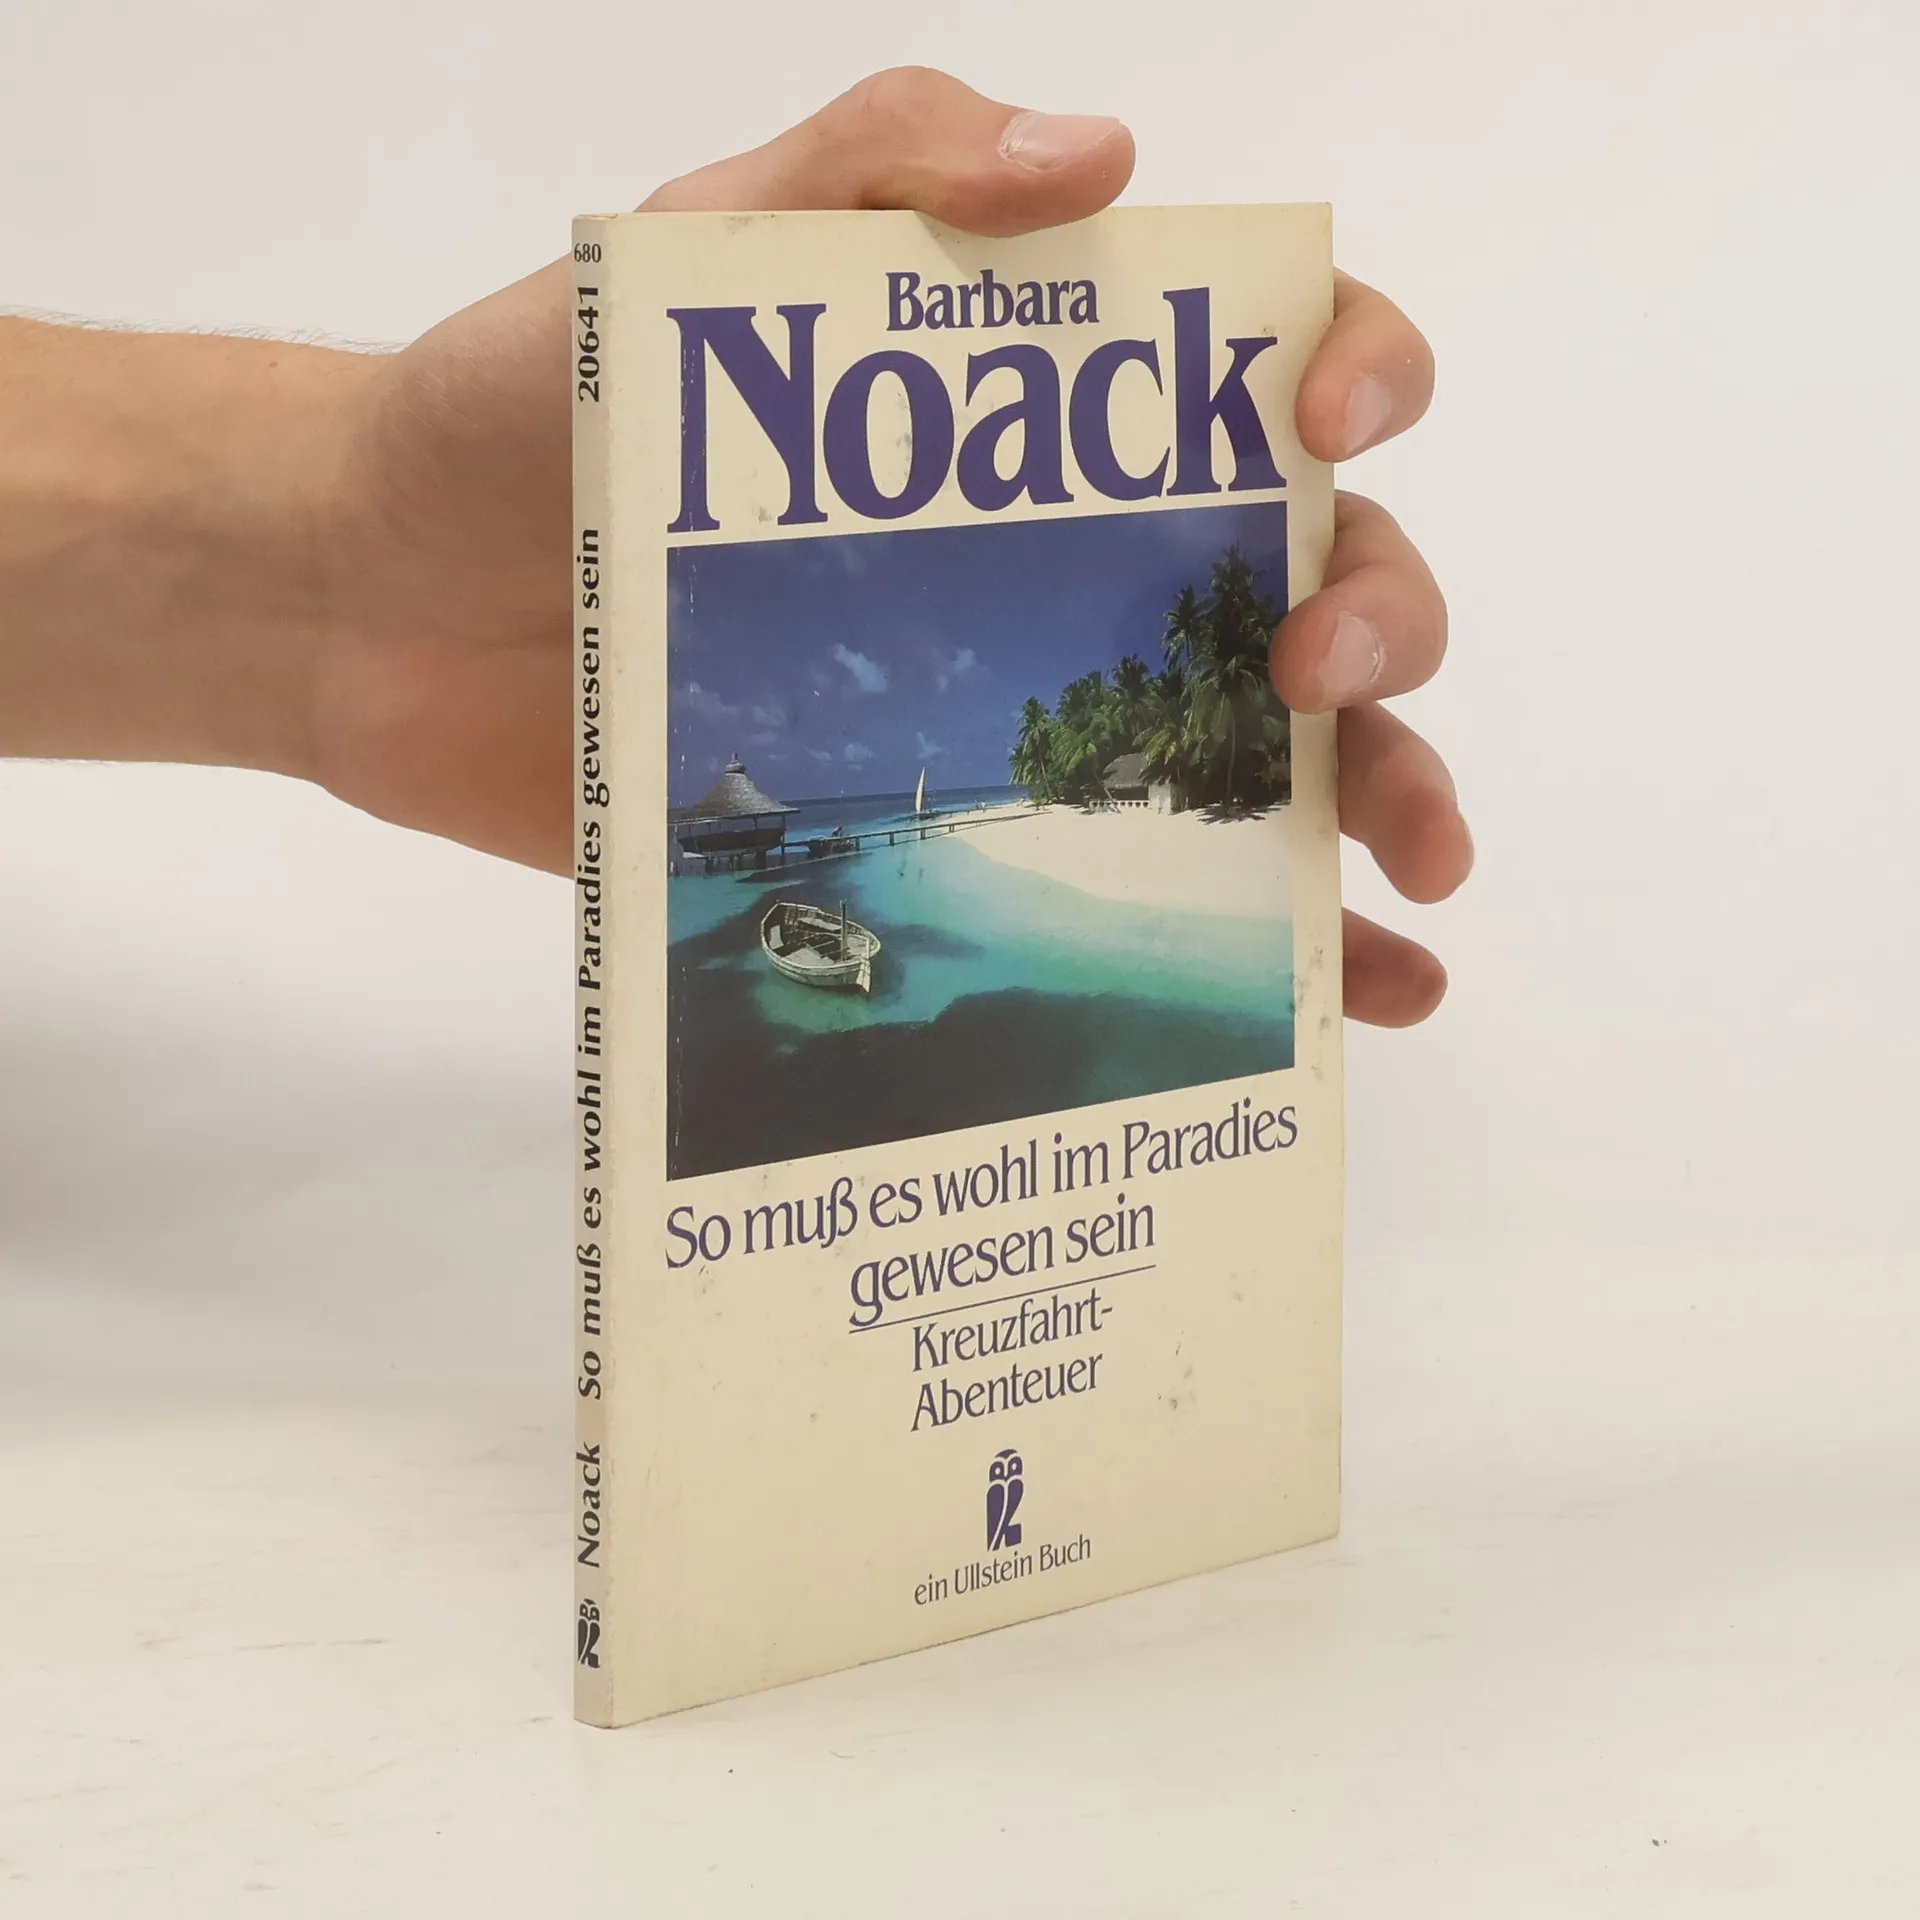 Barbara
Noack
So muß es wohl im Paradies
gewesen sein
Kreuzfahrt-
Abenteuer
ein Ullstein Buch
680
20641
Noack So muß es wohl im Paradies gewesen sein